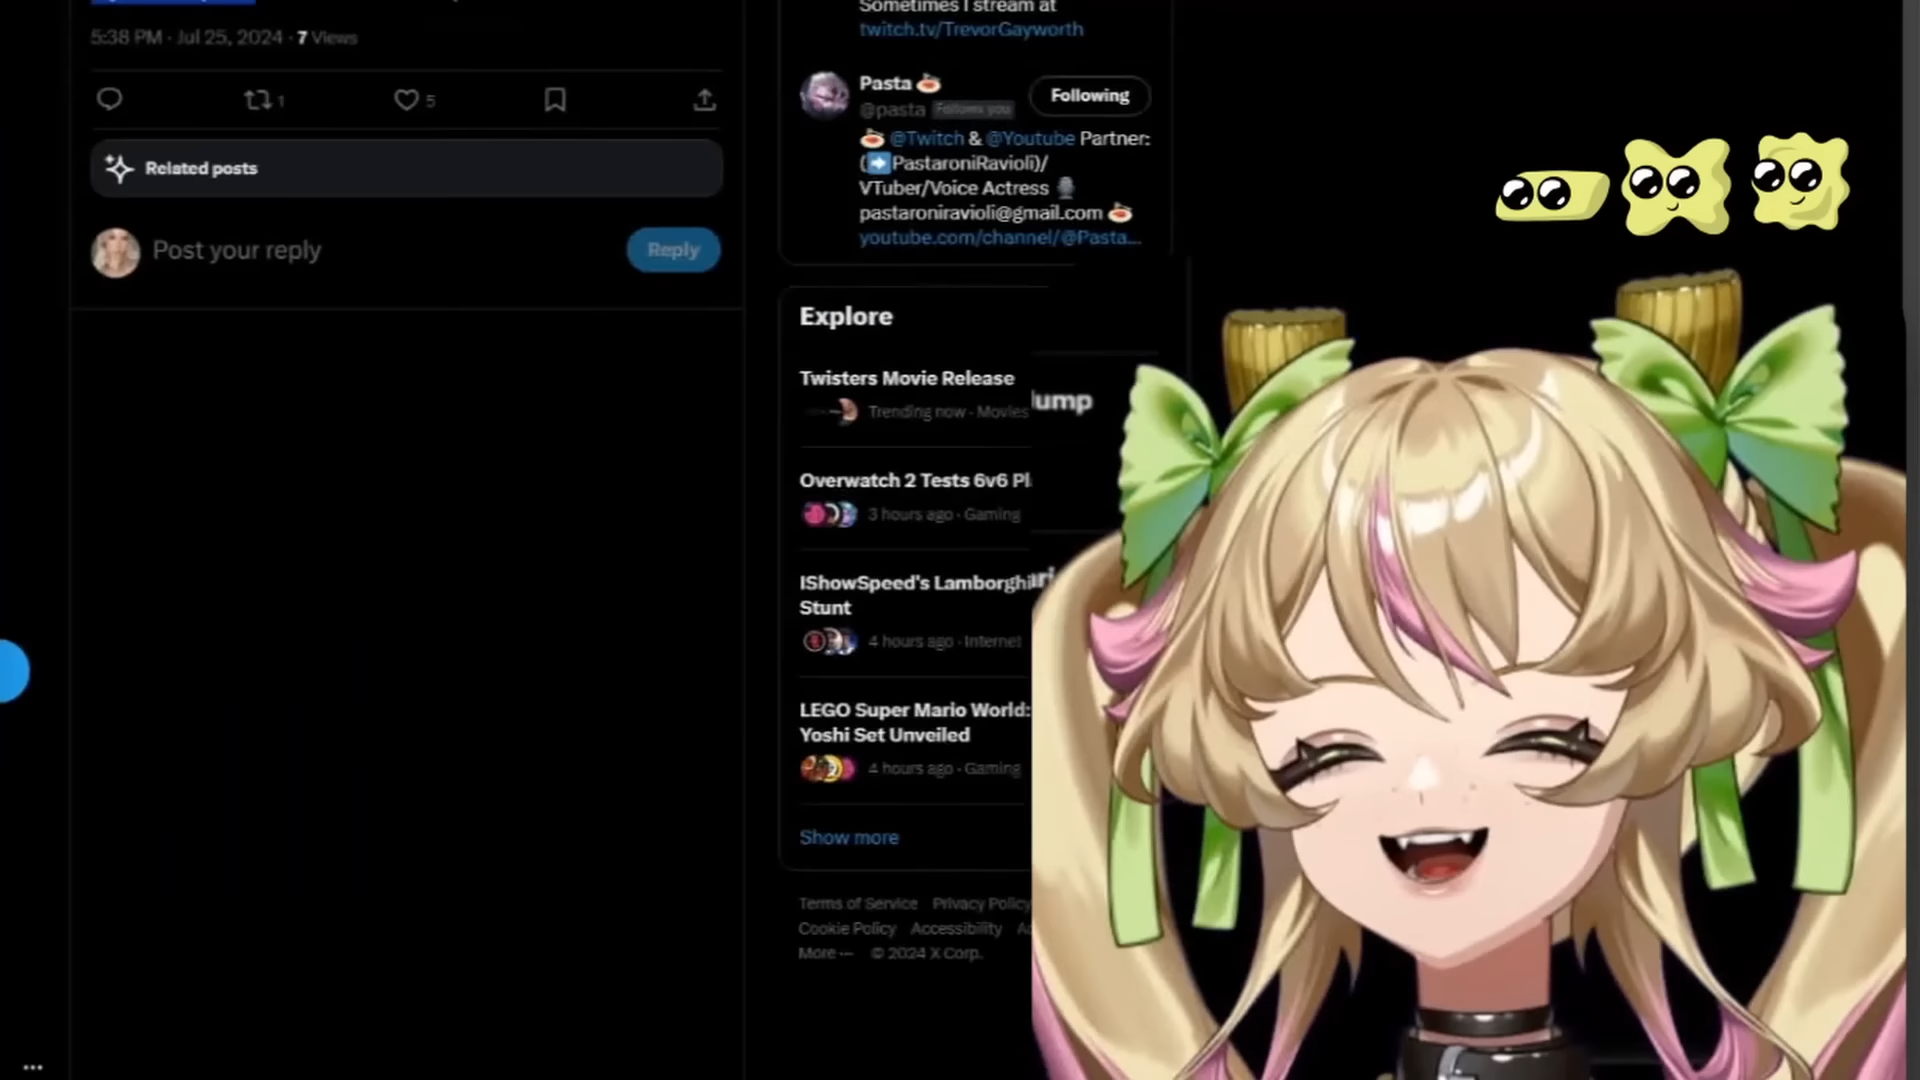 5:38 PM · Jul 25, 2024 · 7 Views
1
5
Related posts
Post your reply
Reply
Sometimes I stream at
twitch.tv/TrevorGayworth
Pasta
Following
@pasta Follows you
@Twitch & @Youtube Partner:
(➡PastaroniRavioli)/
VTuber/Voice Actress
pastaroniravioli@gmail.com
youtube.com/channel/@Pasta...
Explore
Twisters Movie Release
Trending now · Movies
Overwatch 2 Tests 6v6
3 hours ago · Gaming
IShowSpeed's
Stunt
4 hours ago · Internet
LEGO Super Mario World:
Yoshi Set Unveiled
4 hours ago · Gaming
Show more
Terms of Service Privacy Policy
Cookie Policy Accessibility
More ··· © 2024 X Corp.